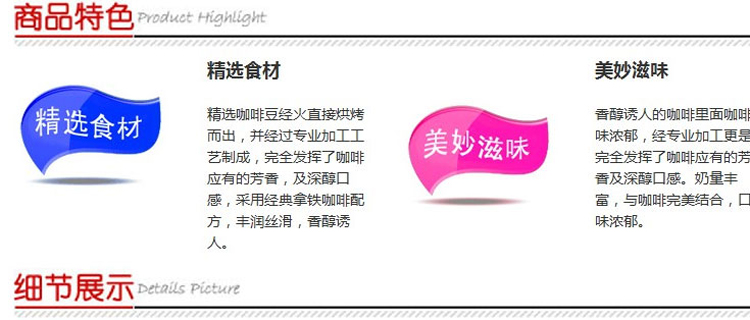 商品特色 Product Highlight
精选食材
精选食材
精选咖啡豆经火直接烘烤
而出，并经过专业加工工
艺制成，完全发挥了咖啡
应有的芳香，及深醇口
感，采用经典拿铁咖啡配
方，丰润丝滑，香醇诱
人。
美妙滋味
美妙滋味
香醇诱人的咖啡里面咖啡
味浓郁，经专业加工更是
完全发挥了咖啡应有的芳
香及深醇口感。奶量丰
富，与咖啡完美结合，口
味浓郁。
细节展示 Details Picture